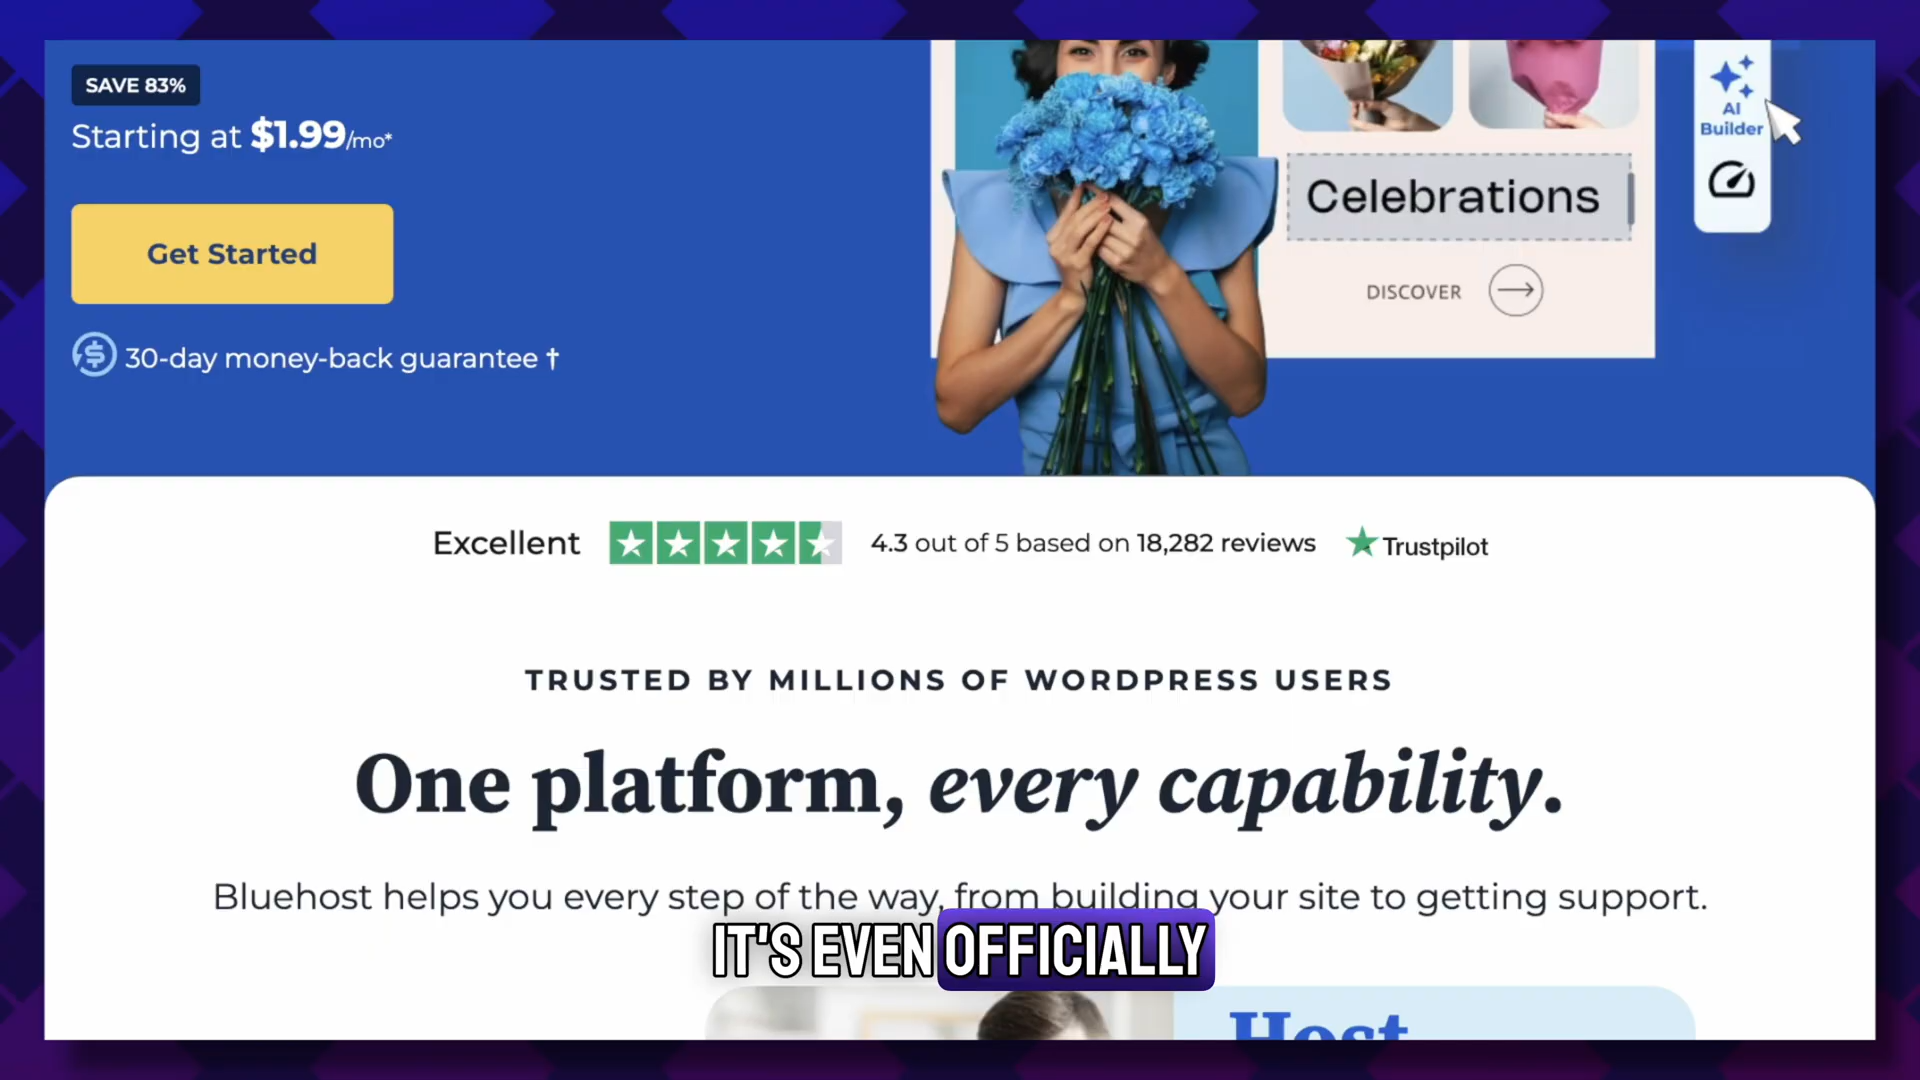 SAVE 83%
Starting at $1.99/mo*
Get Started
30-day money-back guarantee †
Celebrations
DISCOVER
AI
Builder
Excellent
4.3 out of 5 based on 18,282 reviews
Trustpilot
TRUSTED BY MILLIONS OF WORDPRESS USERS
One platform, every capability.
Bluehost helps you every step of the way, from building your site to getting support.
IT'S EVEN OFFICIALLY
Host